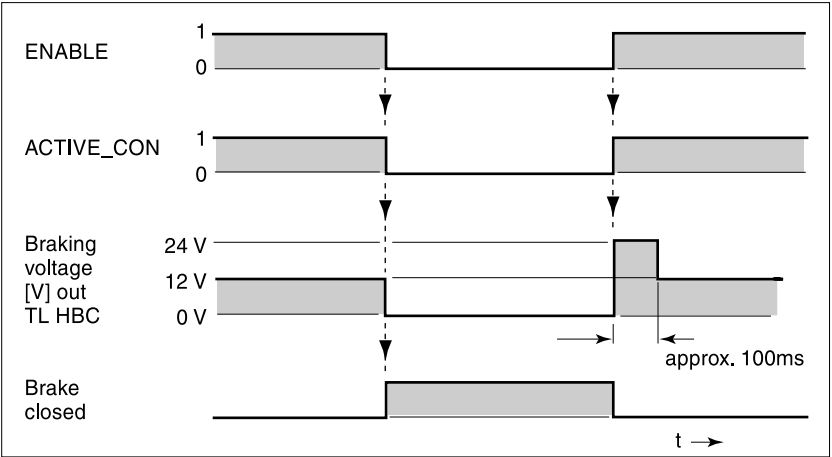 ENABLE
1
0
ACTIVE_CON
1
0
Braking
voltage
[V] out
TL HBC
24 V
12 V
0 V
approx. 100ms
Brake
closed
t